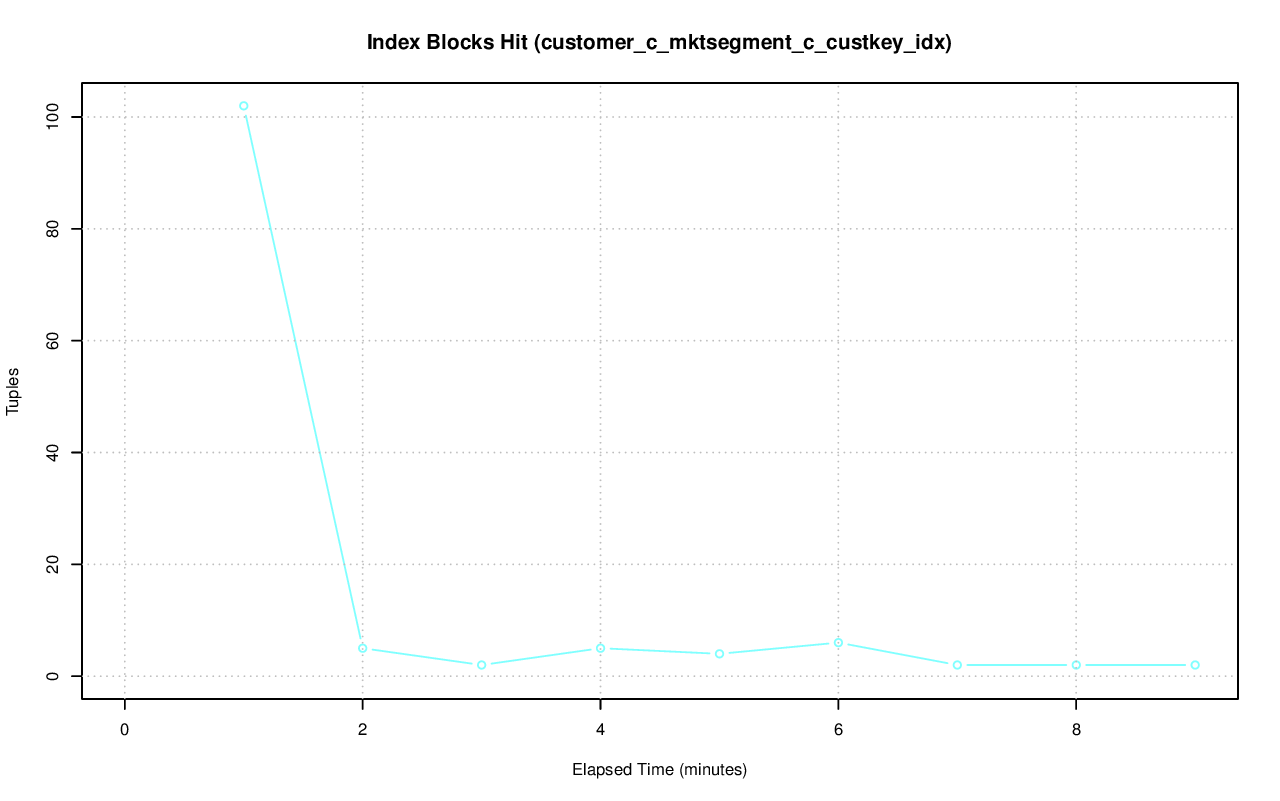 Index Blocks Hit (customer_c_mktsegment_c_custkey_idx)
100
80
60
40
20
0
Tuples
0 2 4 6 8
Elapsed Time (minutes)